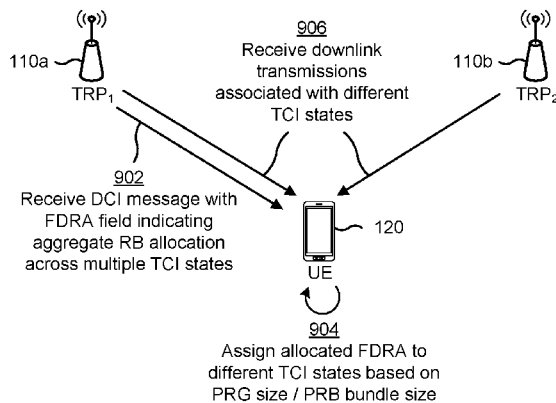 906
Receive downlink
transmissions
associated with different
TCI states
110a
TRP1
110b
TRP2
902
Receive DCI message with
FDRA field indicating
aggregate RB allocation
across multiple TCI states
120
UE
904
Assign allocated FDRA to
different TCI states based on
PRG size / PRB bundle size